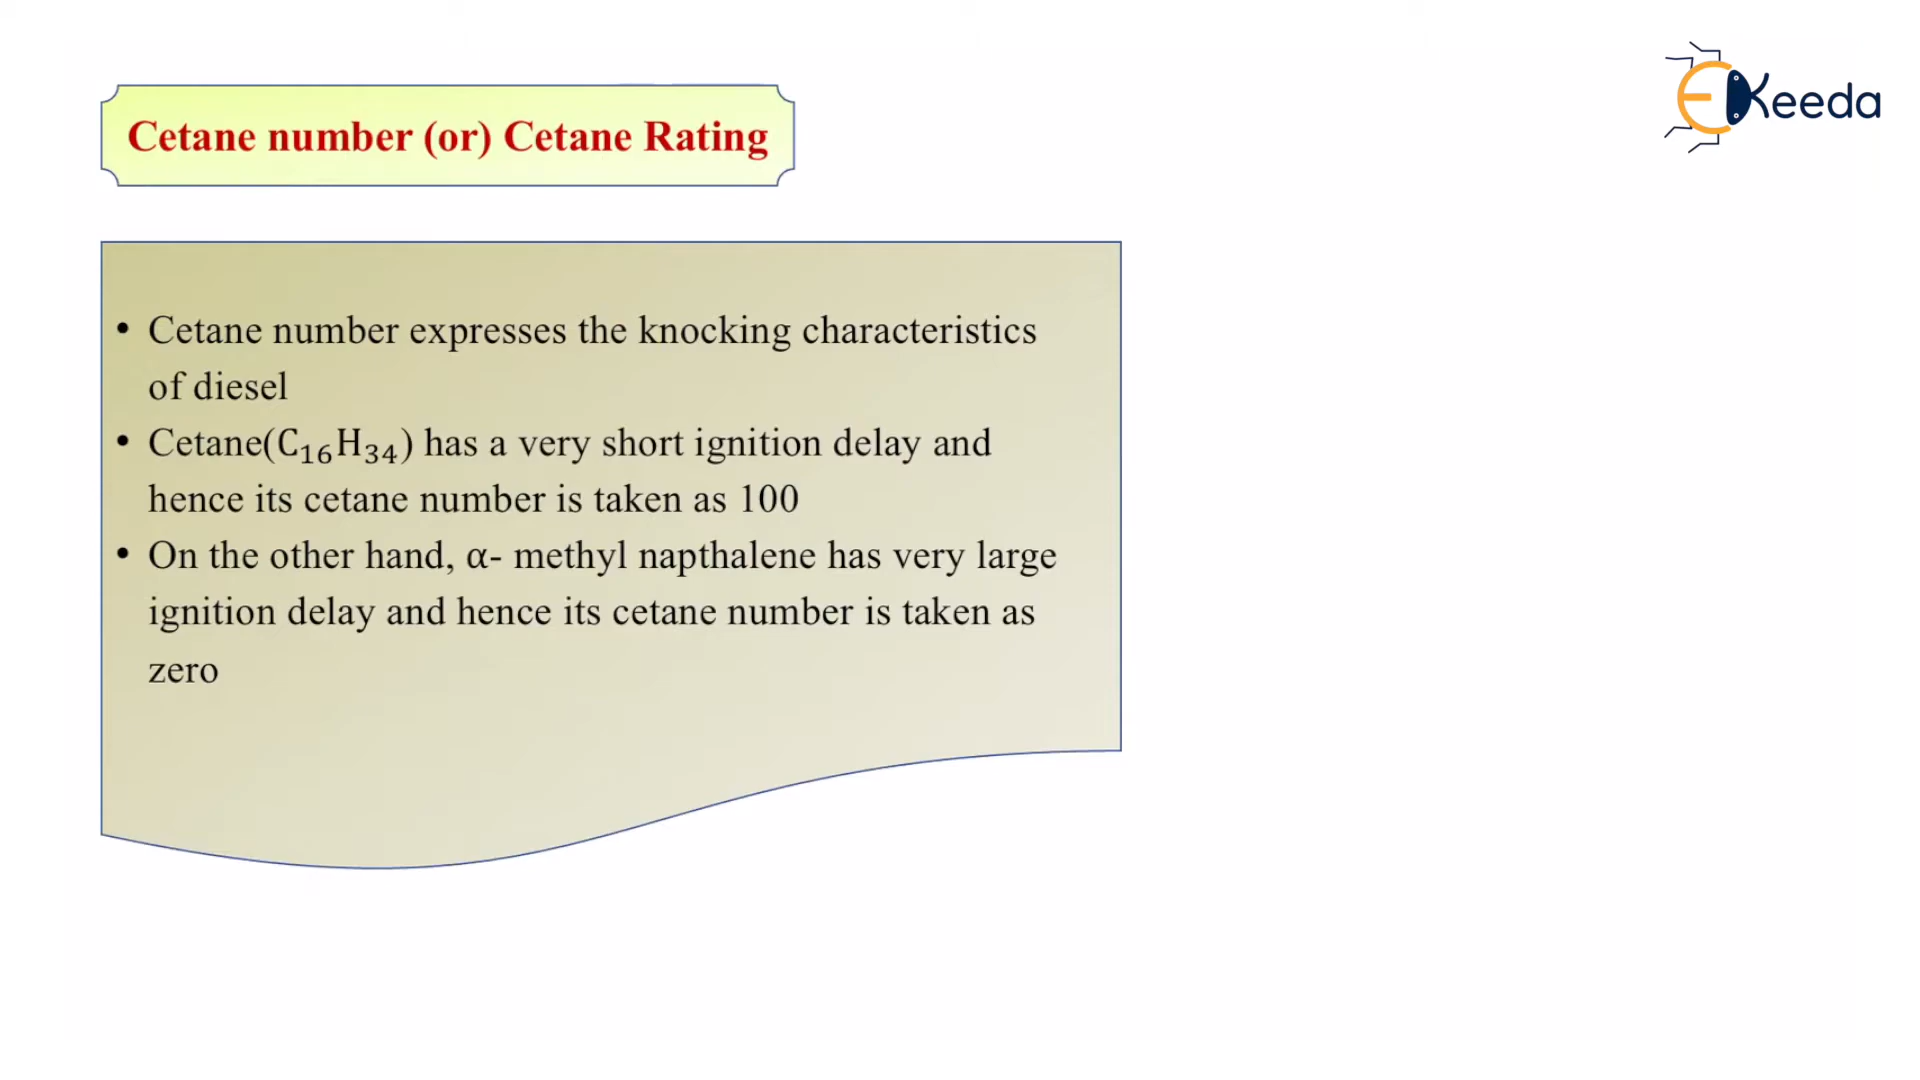 EKeeda
Cetane number (or) Cetane Rating
• Cetane number expresses the knocking characteristics
of diesel
• Cetane(C₁₆H₃₄) has a very short ignition delay and
hence its cetane number is taken as 100
• On the other hand, α- methyl napthalene has very large
ignition delay and hence its cetane number is taken as
zero